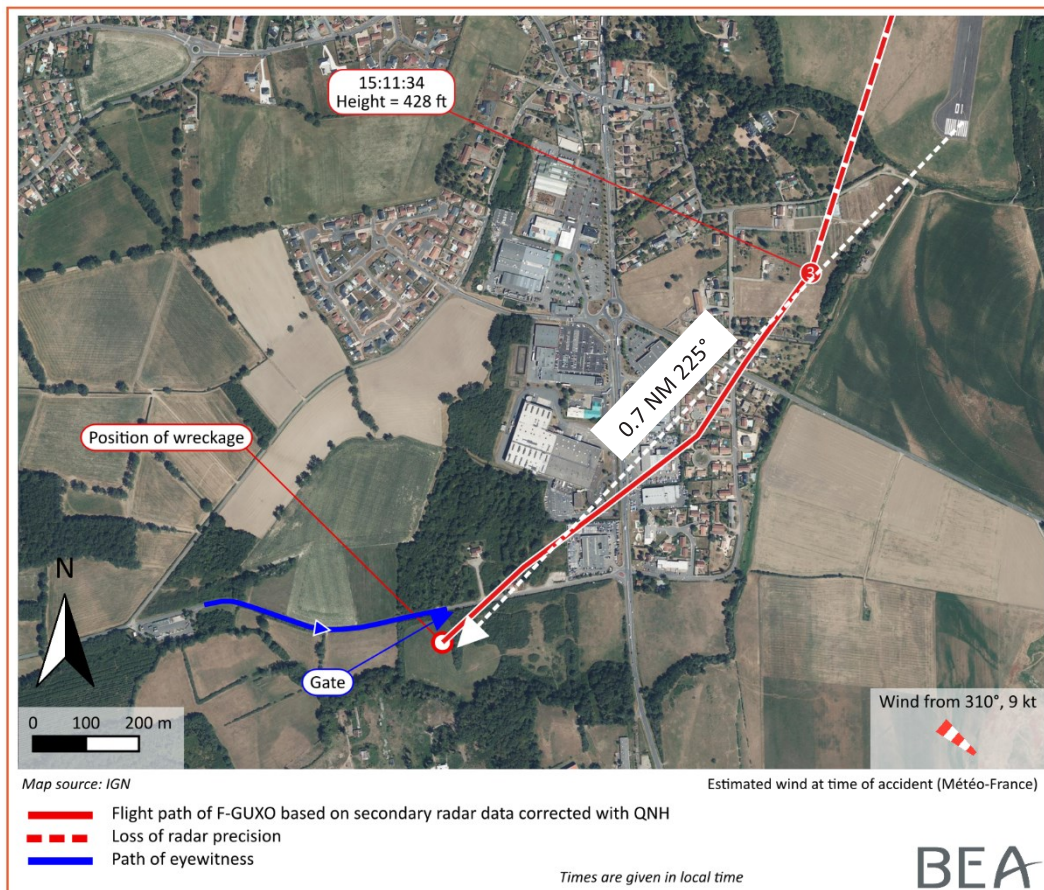 15:11:34
Height = 428 ft
01
3
0.7 NM 225°
Position of wreckage
N
Gate
0 100 200 m
Wind from 310°, 9 kt
Map source: IGN
Estimated wind at time of accident (Météo-France)
Flight path of F-GUXO based on secondary radar data corrected with QNH
Loss of radar precision
Path of eyewitness
Times are given in local time
BEA